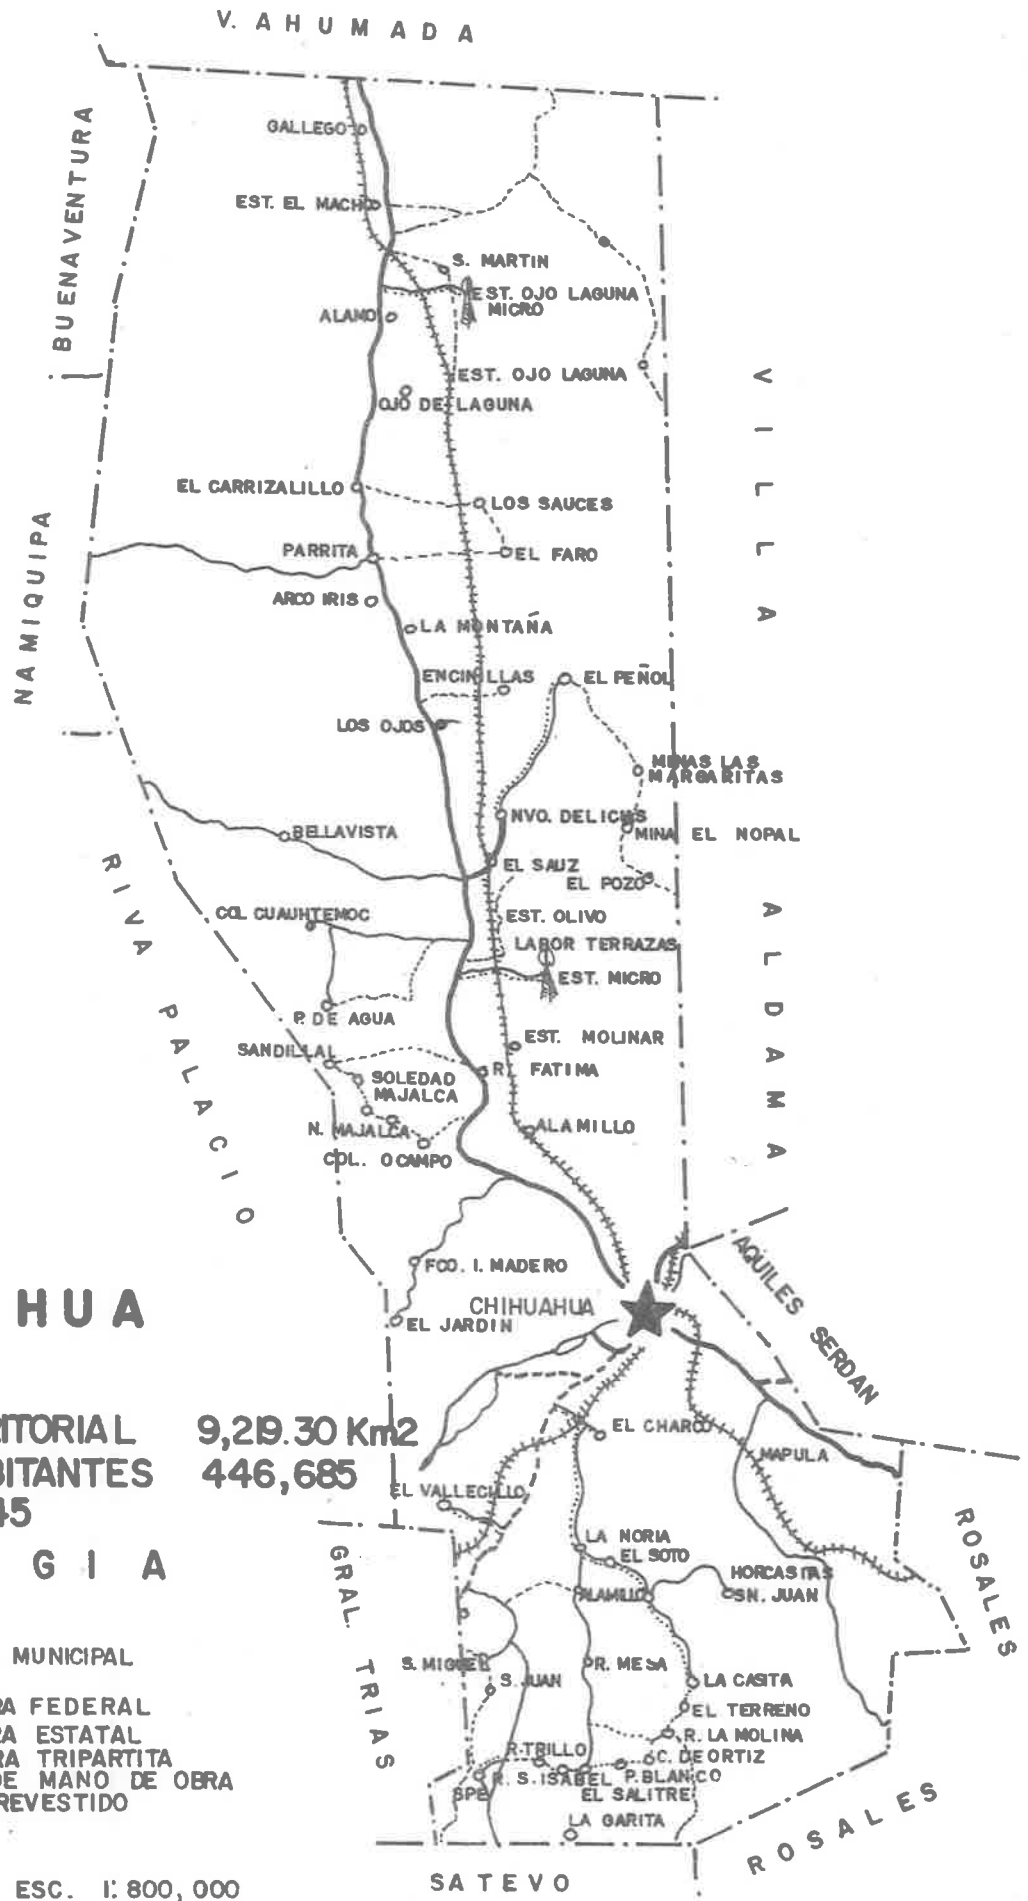 V. AHUMADA
BUENAVENTURA
GALLEGO
EST. EL MACHO
S. MARTIN
EST. OJO LAGUNA
MICRO
ALAMO
EST. OJO LAGUNA
OJO DE LAGUNA
VILLA ALDAMA
EL CARRIZALILLO
LOS SAUCES
NAMIQUIPA
PARRITA
EL FARO
ARCO IRIS
LA MONTAÑA
ENCINILLAS
EL PEÑOL
LOS OJOS
MINAS LAS
MARGARITAS
NVO. DELICIAS
BELLAVISTA
MINA EL NOPAL
RIVA PALACIO
EL SAUZ
EL POZO
COL CUAUHTEMOC
EST. OLIVO
LABOR TERRAZAS
EST. MICRO
P. DE AGUA
EST. MOLINAR
SANDILLAL
R. FATIMA
SOLEDAD
MAJALCA
N. MAJALCA
ALAMILLO
COL. OCAMPO
FCO. I. MADERO
AQUILES SERDAN
HUA
CHIHUAHUA
EL JARDIN
ITORIAL 9,219.30 Km2
EL CHARCO
MAPULA
BITANTES 446,685
EL VALLECILLO
45
ROSALES
LA NORIA
EL SOTO
GIA
HORCASITAS
ALAMILLO
SN. JUAN
GRAL. TRIAS
MUNICIPAL
S. MIGUEL
R. MESA
S. JUAN
LA CASITA
RA FEDERAL
EL TERRENO
RA ESTATAL
R. LA MOLINA
RA TRIPARTITA
R. TRILLO
C. DE ORTIZ
DE MANO DE OBRA
R. S. ISABEL
P. BLANCO
SPE
EL SALITRE
REVESTIDO
LA GARITA
ROSALES
SATEVO
ESC. 1:800,000